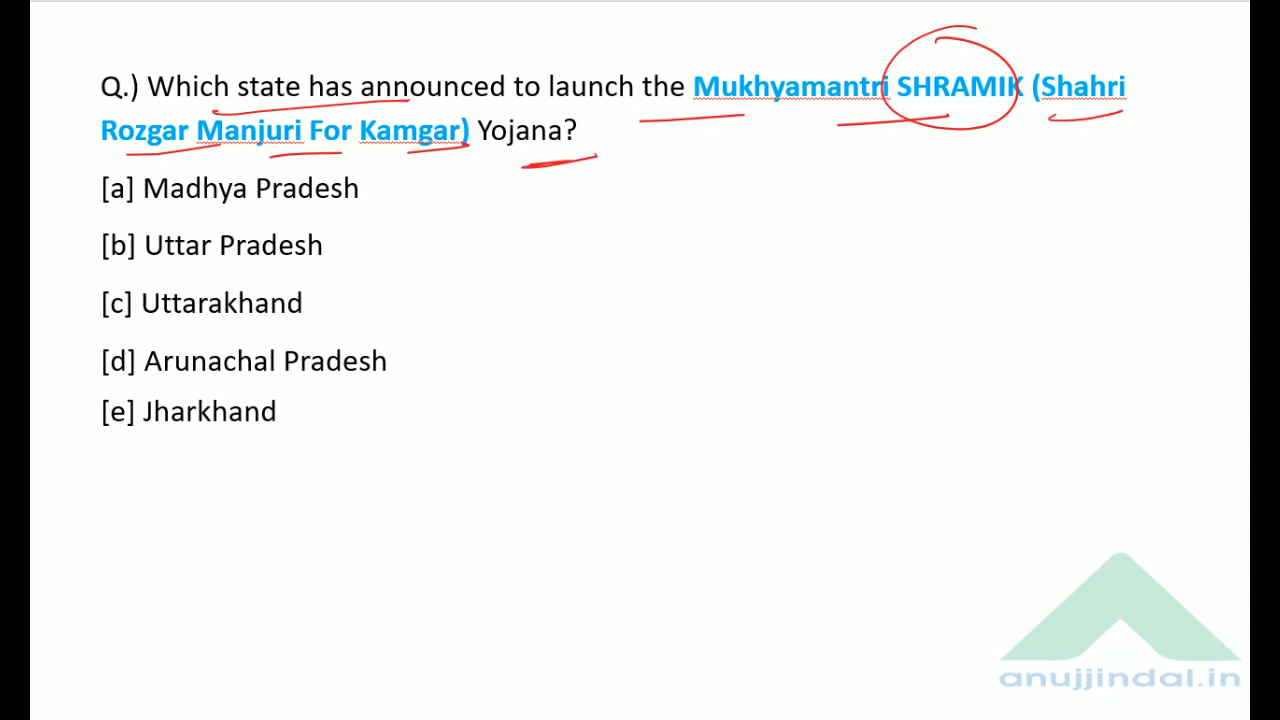 Q.) Which state has announced to launch the Mukhyamantri SHRAMIK (Shahri
Rozgar Manjuri For Kamgar) Yojana?
[a] Madhya Pradesh
[b] Uttar Pradesh
[c] Uttarakhand
[d] Arunachal Pradesh
[e] Jharkhand
anujjindal.in